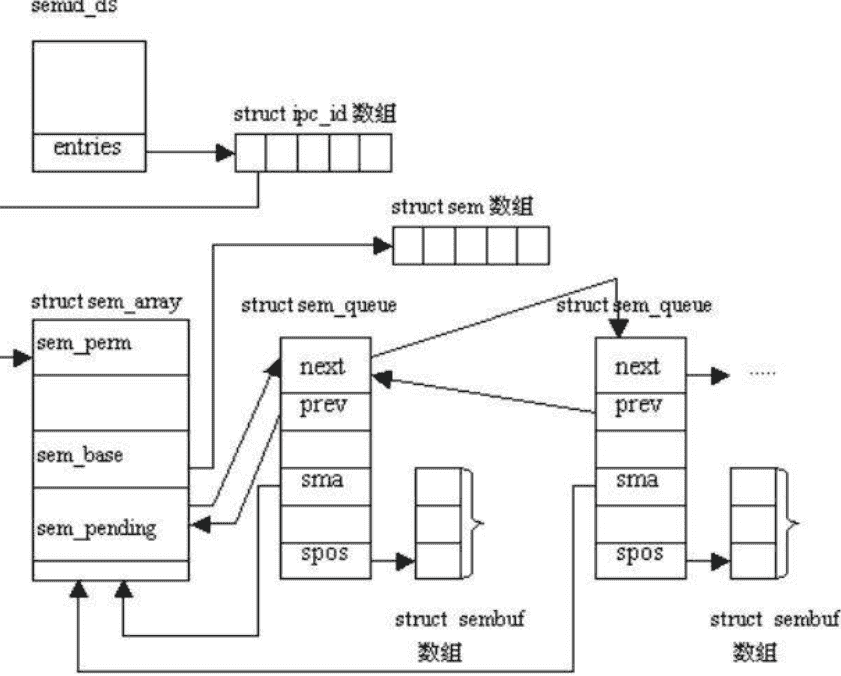 semid_ds
struct ipc_id 数组
entries
struct sem 数组
struct sem_array
struct sem_queue
struct sem_queue
sem_perm
next
next
.....
prev
prev
sem_base
sma
sma
sem_pending
spos
spos
struct sembuf
数组
struct sembuf
数组